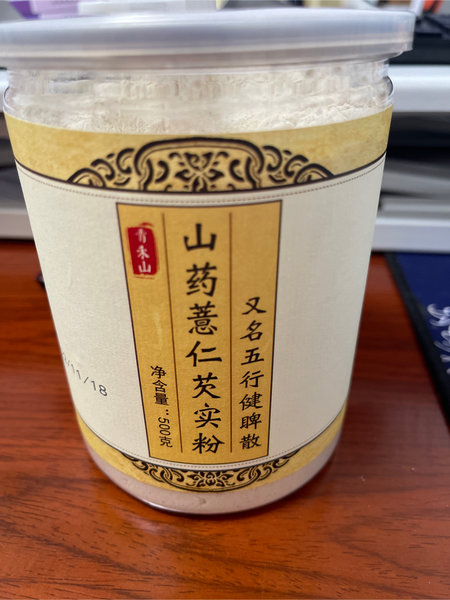 青禾山
山药薏仁芡实粉
又名五行健脾散
净含量:500克
/11/18